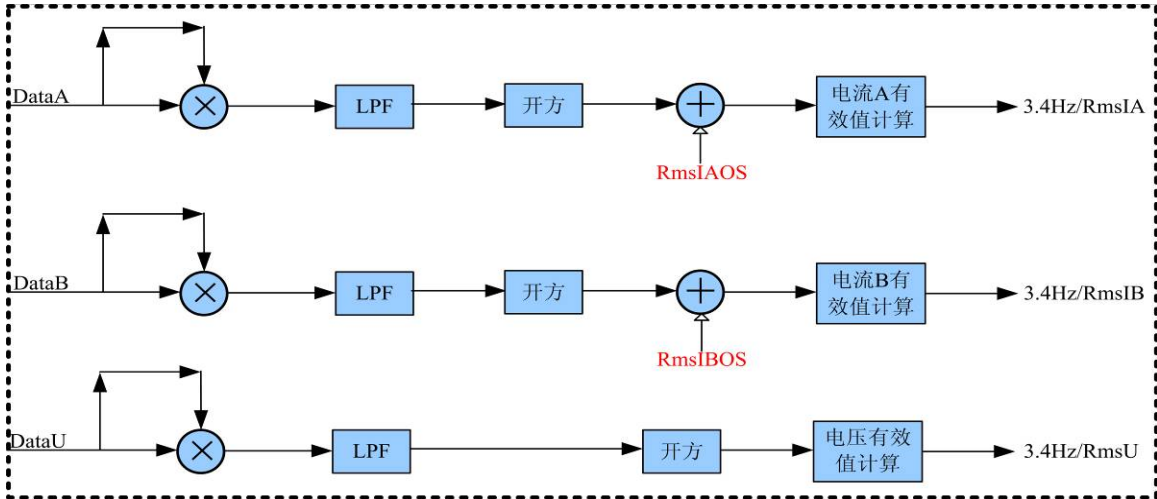 DataA
LPF
开方
电流A有
效值计算
3.4Hz/RmsIA
RmsIAOS
DataB
LPF
开方
电流B有
效值计算
3.4Hz/RmsIB
RmsIBOS
DataU
LPF
开方
电压有效
值计算
3.4Hz/RmsU